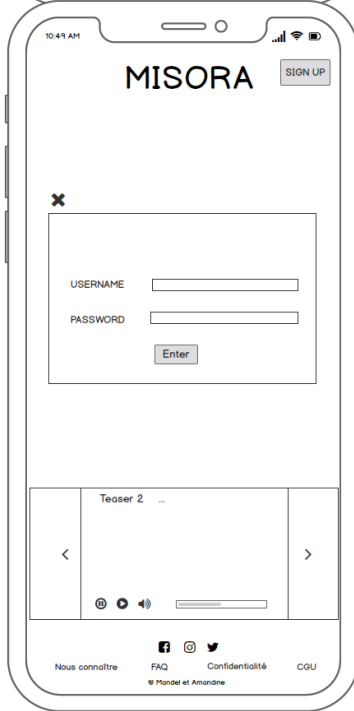 10:49 AM
MISORA
SIGN UP
USERNAME
PASSWORD
Enter
Teaser 2 ...
Nous connaître FAQ Confidentialité CGU
© Mandel et Amandine